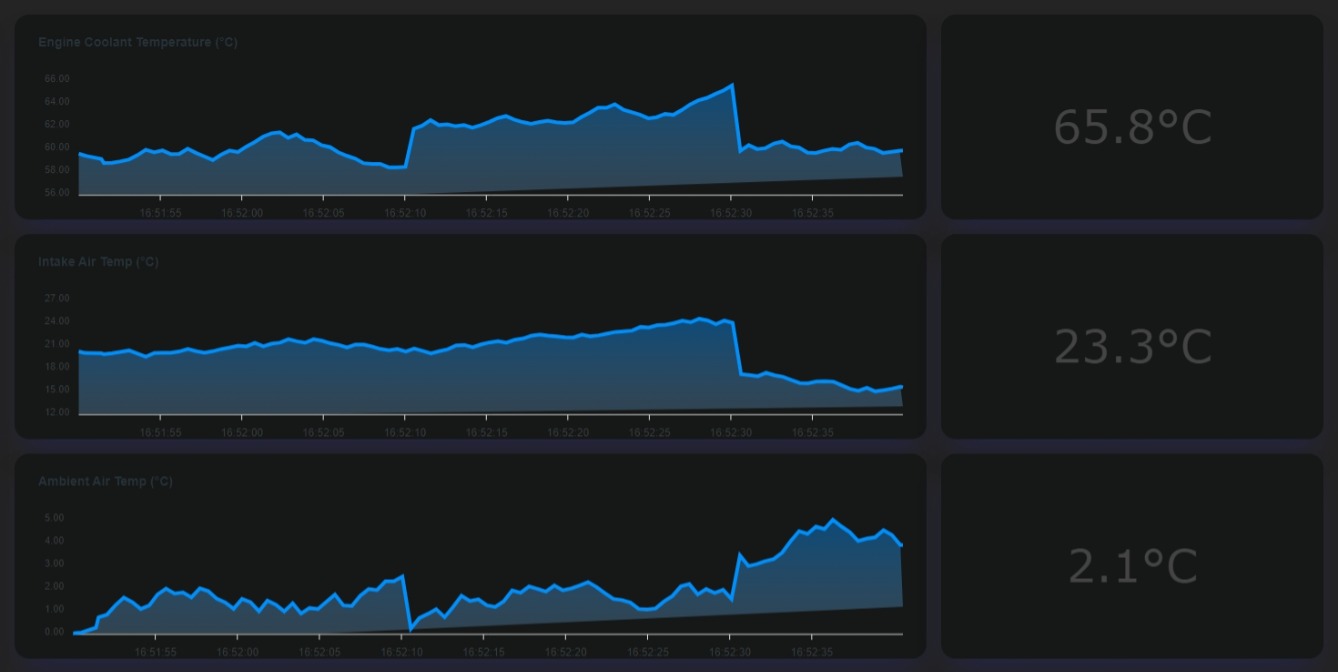 Engine Coolant Temperature (°C)
66.00
64.00
62.00
60.00
58.00
56.00
16:51:55 16:52:00 16:52:05 16:52:10 16:52:15 16:52:20 16:52:25 16:52:30 16:52:35
65.8°C
Intake Air Temp (°C)
27.00
24.00
21.00
18.00
15.00
12.00
16:51:55 16:52:00 16:52:05 16:52:10 16:52:15 16:52:20 16:52:25 16:52:30 16:52:35
23.3°C
Ambient Air Temp (°C)
5.00
4.00
3.00
2.00
1.00
0.00
16:51:55 16:52:00 16:52:05 16:52:10 16:52:15 16:52:20 16:52:25 16:52:30 16:52:35
2.1°C